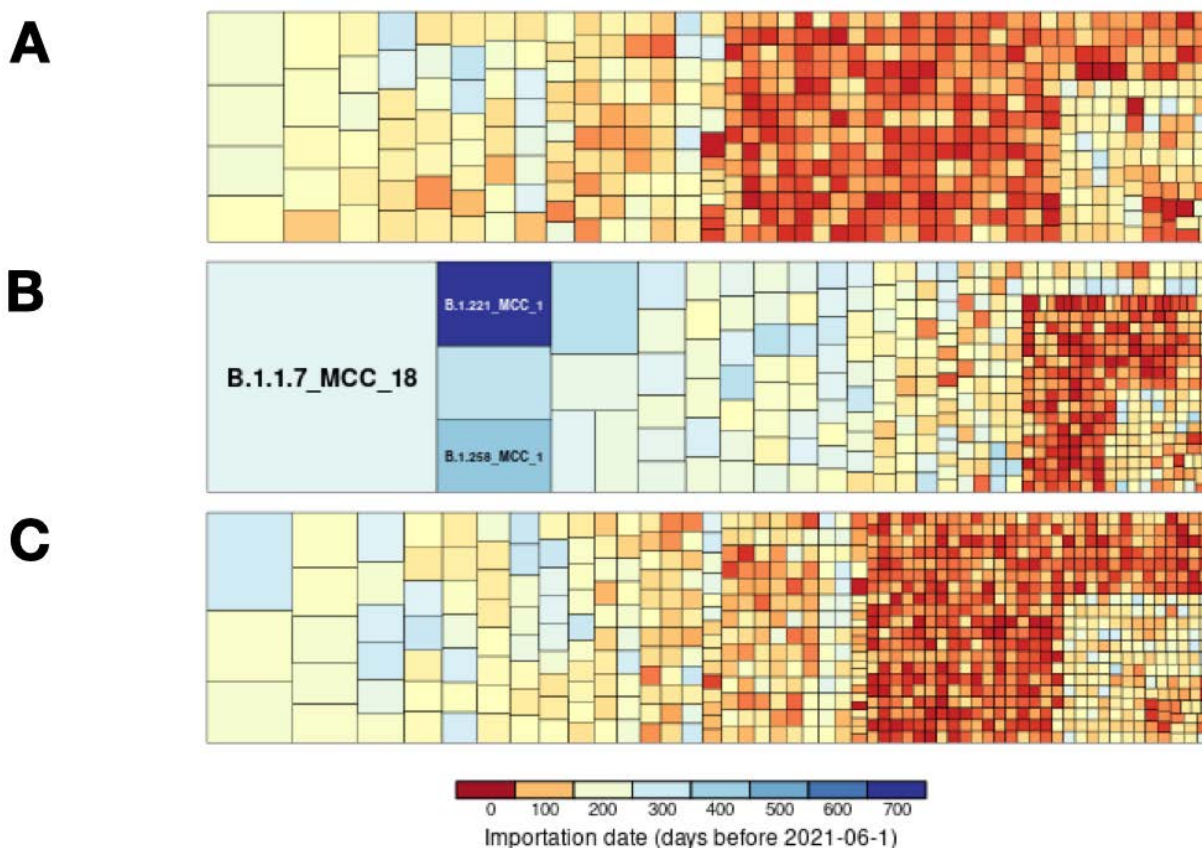 A
B
B.1.221_MCC_1
B.1.1.7_MCC_18
B.1.258_MCC_1
C
0 100 200 300 400 500 600 700
Importation date (days before 2021-06-1)